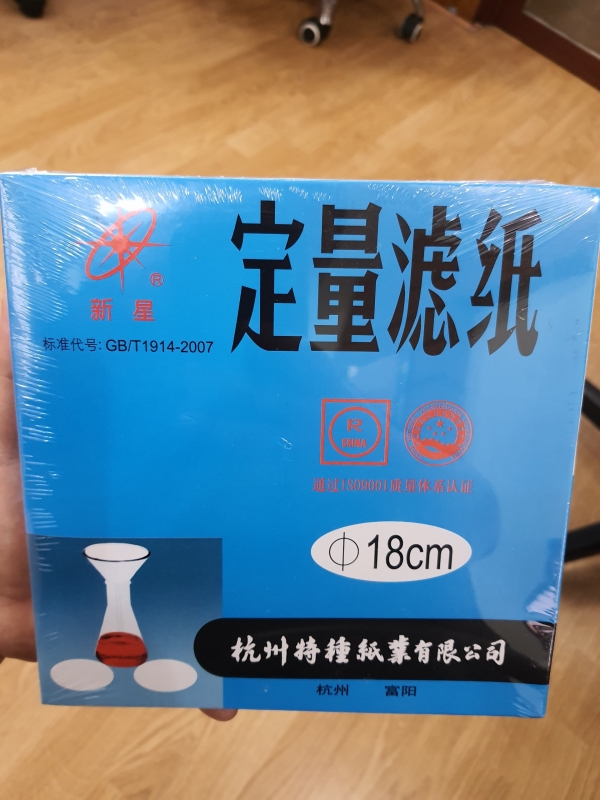 定量滤纸
®
新星
标准代号: GB/T1914-2007
R
通过ISO9001质量体系认证
Φ18cm
杭州特種紙業有限公司
杭州 富阳